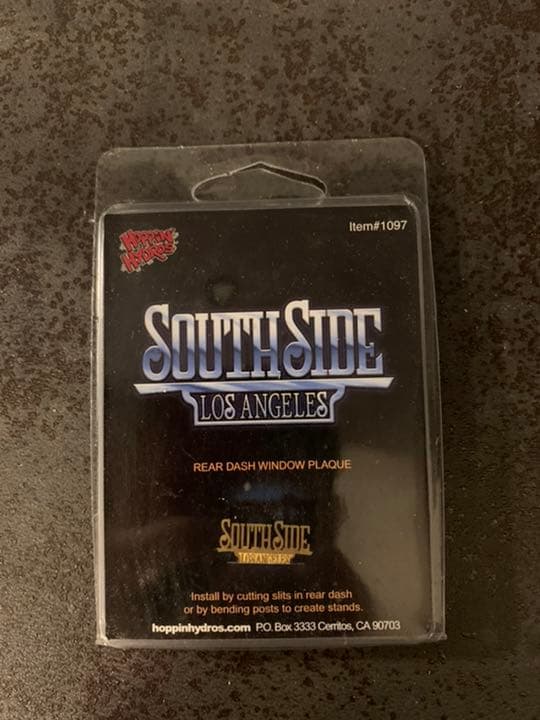 HOPPIN
HYDROS
Item#1097
SOUTH SIDE
LOS ANGELES
REAR DASH WINDOW PLAQUE
SOUTH SIDE
LOS ANGELES
Install by cutting slits in rear dash
or by bending posts to create stands.
hoppinhydros.com P.O. Box 3333 Cerritos, CA 90703